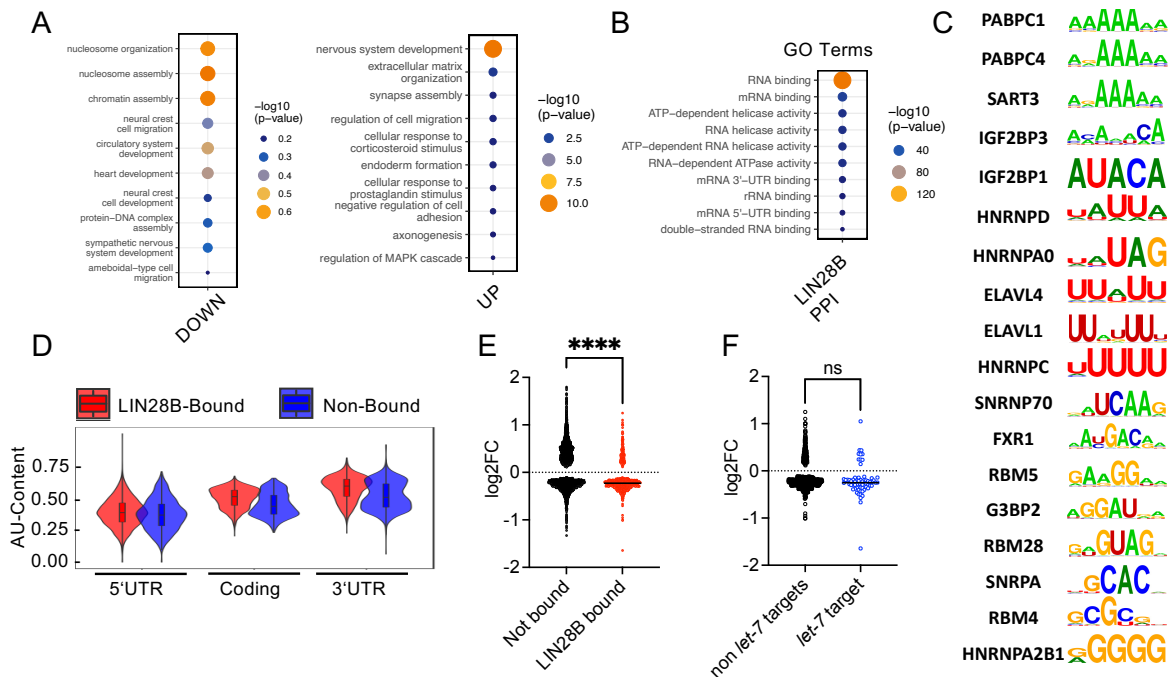 A
nucleosome organization
nucleosome assembly
chromatin assembly
neural crest
cell migration
circulatory system
development
heart development
neural crest
cell development
protein−DNA complex
assembly
sympathetic nervous
system development
ameboidal−type cell
migration
DOWN
−log10
(p−value)
0.2
0.3
0.4
0.5
0.6
nervous system development
extracellular matrix
organization
synapse assembly
regulation of cell migration
cellular response to
corticosteroid stimulus
endoderm formation
cellular response to
prostaglandin stimulus
negative regulation of cell
adhesion
axonogenesis
regulation of MAPK cascade
UP
−log10
(p−value)
2.5
5.0
7.5
10.0
B
GO Terms
RNA binding
mRNA binding
ATP−dependent helicase activity
RNA helicase activity
ATP−dependent RNA helicase activity
RNA−dependent ATPase activity
mRNA 3'−UTR binding
rRNA binding
mRNA 5'−UTR binding
double−stranded RNA binding
LIN28B
PPI
−log10
(p−value)
40
80
120
C
PABPC1
PABPC4
SART3
IGF2BP3
IGF2BP1
AUACA
HNRNPD
UAUUA
HNRNPA0
UAUAG
ELAVL4
UUAUU
ELAVL1
HNRNPC
UUUUU
SNRNP70
FXR1
RBM5
G3BP2
RBM28
SNRPA
RBM4
HNRNPA2B1
GGGGG
D
LIN28B-Bound
Non-Bound
AU-Content
0.75
0.50
0.25
0.00
5‘UTR
Coding
3‘UTR
E
****
log2FC
2
1
0
-1
-2
Not bound
LIN28B bound
F
ns
log2FC
2
1
0
-1
-2
non let-7 targets
let-7 target